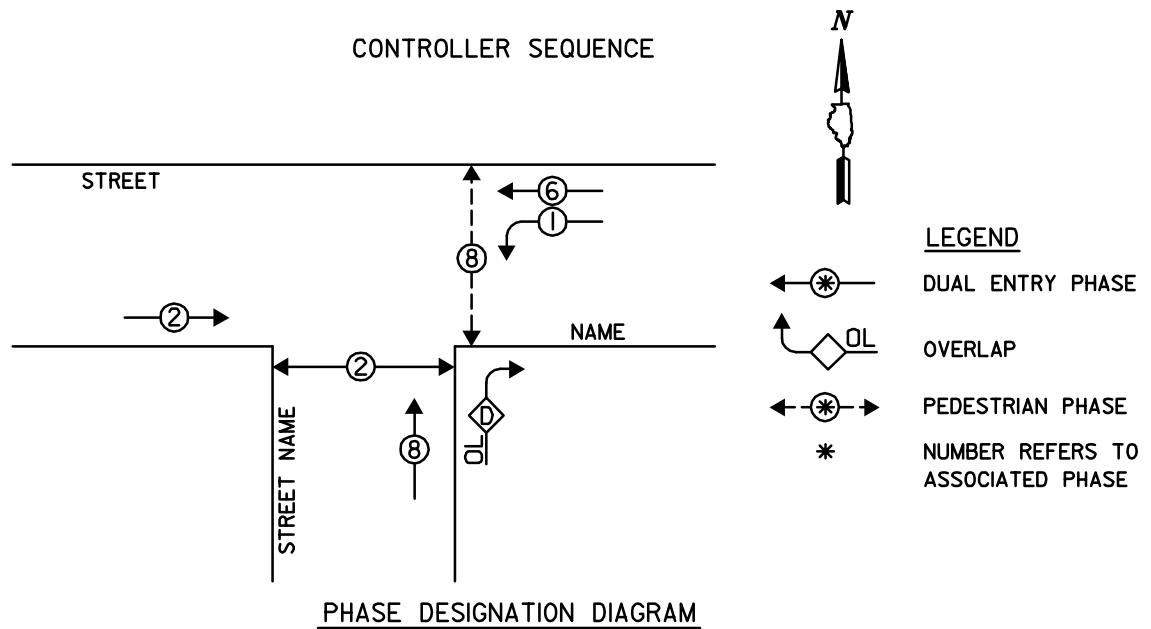 CONTROLLER SEQUENCE
N
STREET
6
1
8
LEGEND
* DUAL ENTRY PHASE
2
NAME
OL OVERLAP
2
D
OL
8
STREET NAME
* PEDESTRIAN PHASE
* NUMBER REFERS TO
ASSOCIATED PHASE
PHASE DESIGNATION DIAGRAM